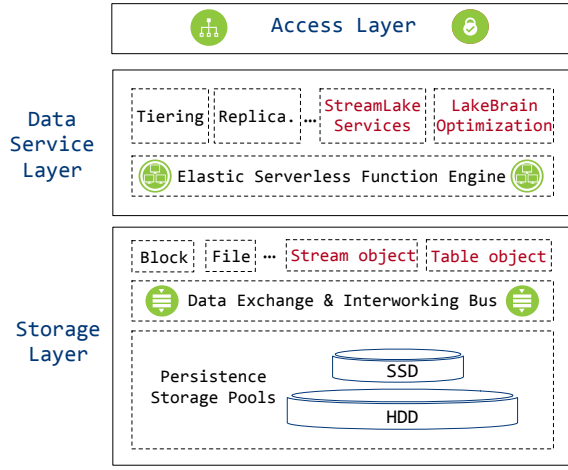 Access Layer
Data
Service
Layer
Tiering
Replica.
...
StreamLake
Services
LakeBrain
Optimization
Elastic Serverless Function Engine
Storage
Layer
Block
File
...
Stream object
Table object
Data Exchange & Interworking Bus
Persistence
Storage Pools
SSD
HDD